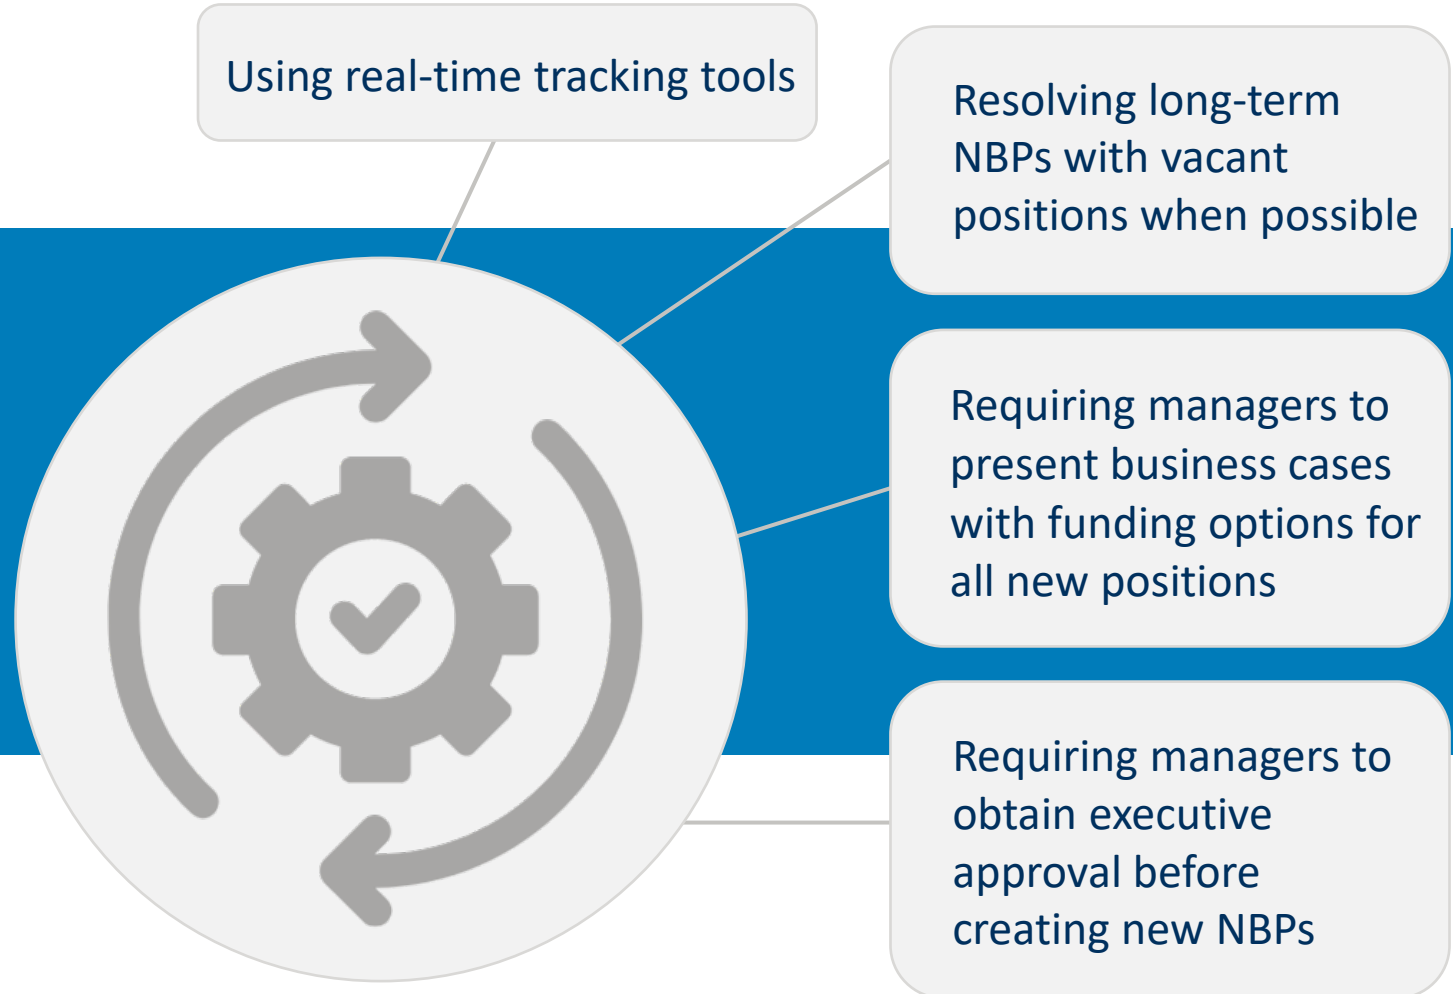 Using real-time tracking tools
Resolving long-term
NBPs with vacant
positions when possible
Requiring managers to
present business cases
with funding options for
all new positions
Requiring managers to
obtain executive
approval before
creating new NBPs